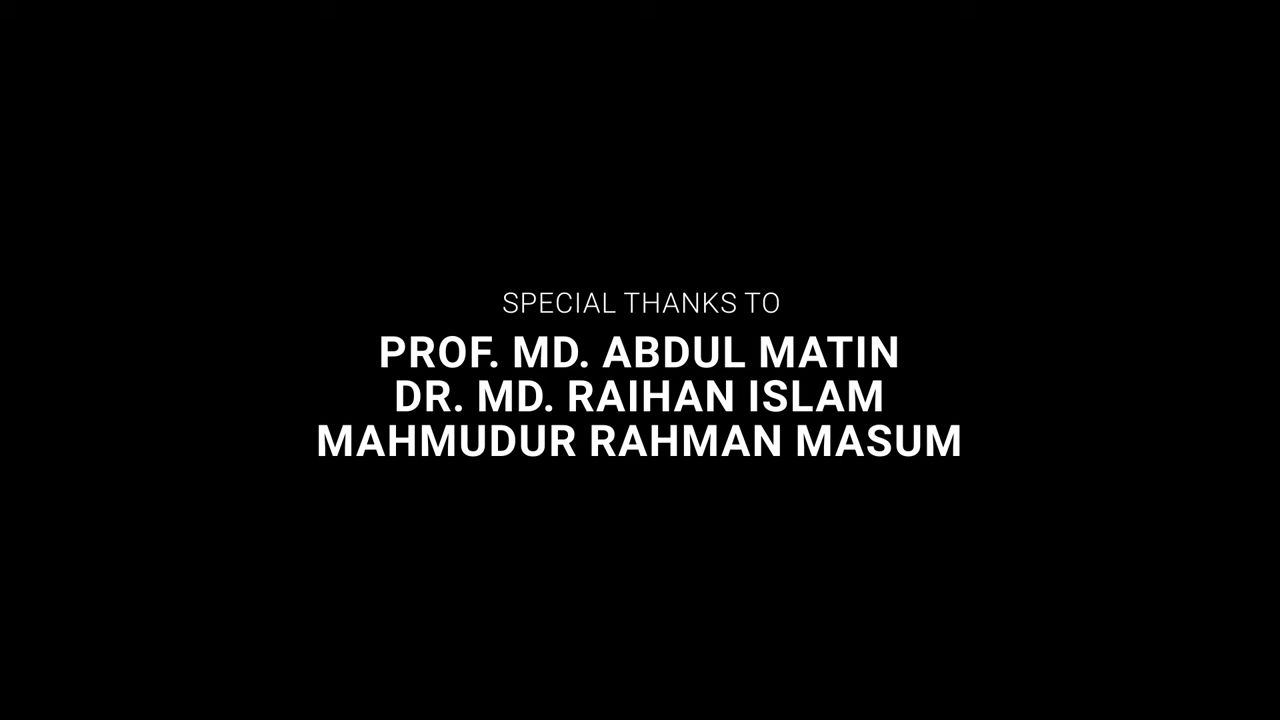 SPECIAL THANKS TO
PROF. MD. ABDUL MATIN
DR. MD. RAIHAN ISLAM
MAHMUDUR RAHMAN MASUM